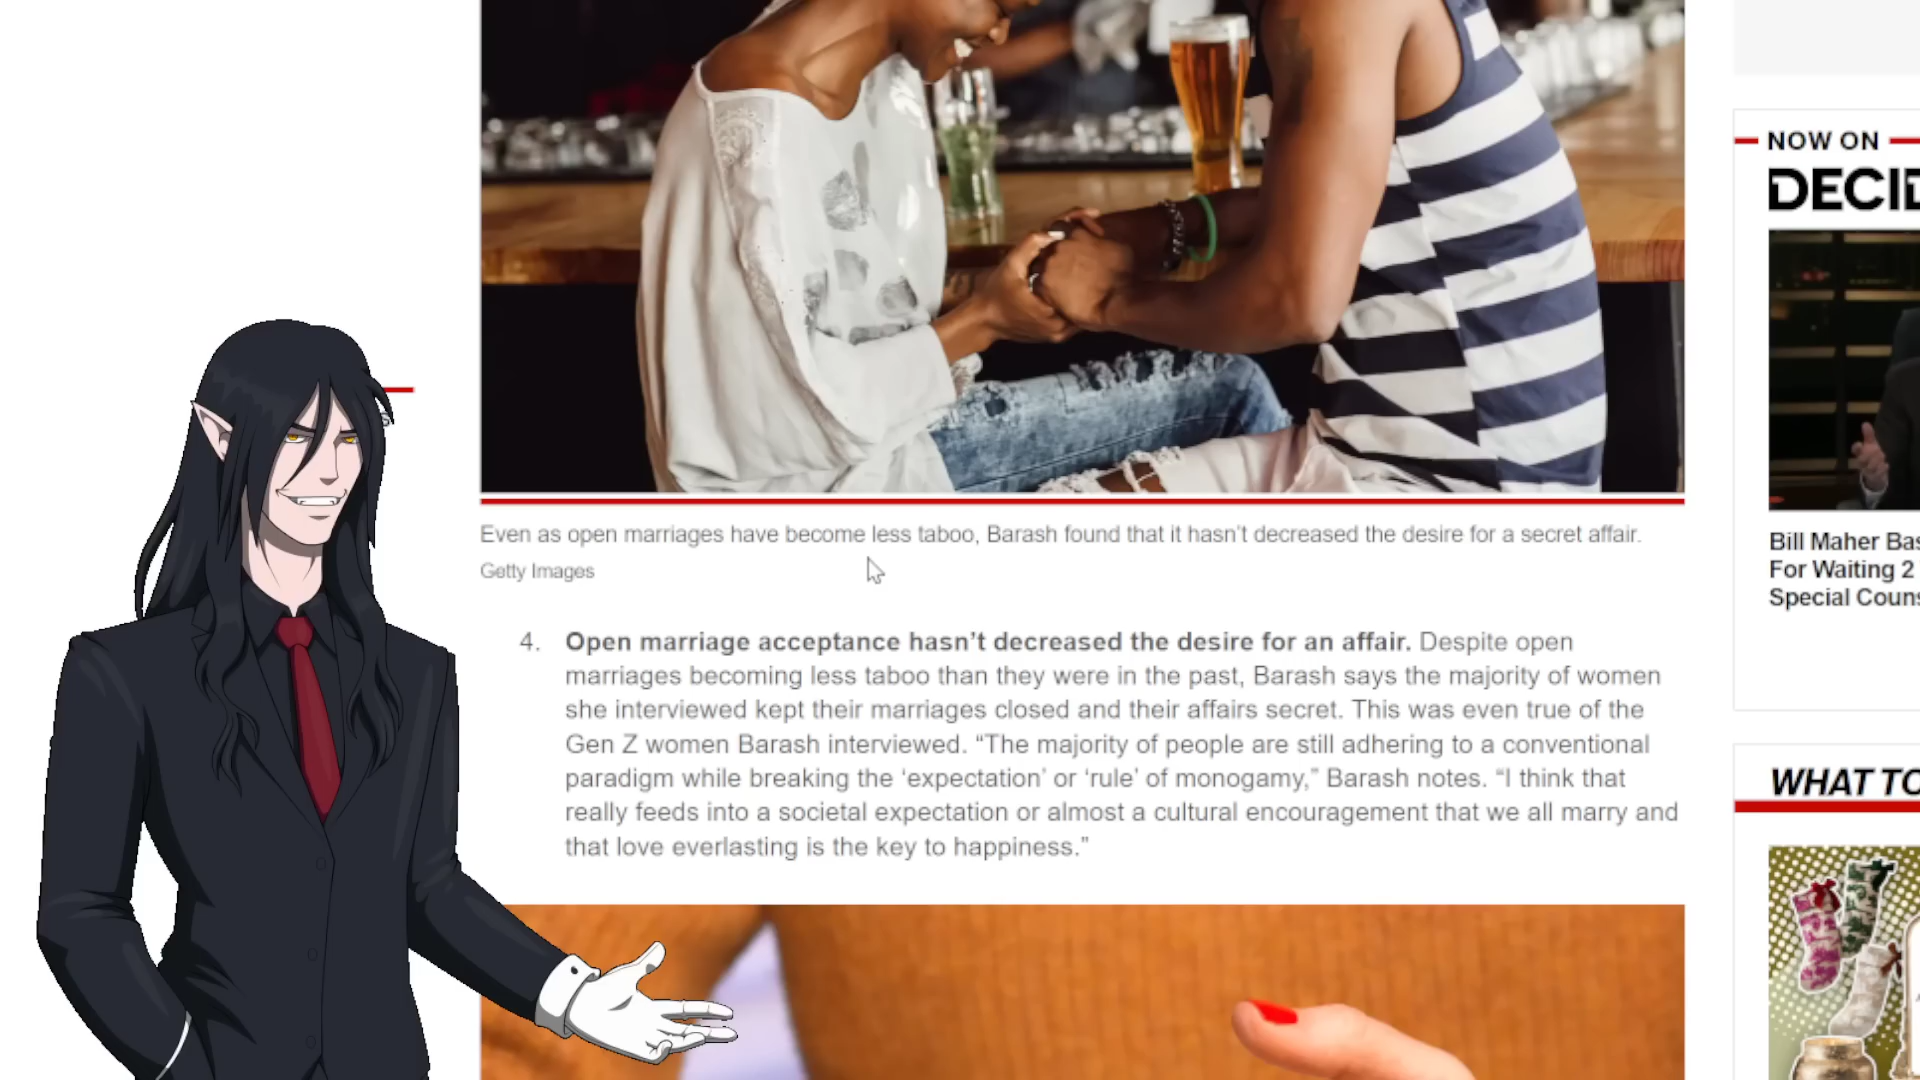 Even as open marriages have become less taboo, Barash found that it hasn't decreased the desire for a secret affair.
Getty Images
4. Open marriage acceptance hasn't decreased the desire for an affair. Despite open
marriages becoming less taboo than they were in the past, Barash says the majority of women
she interviewed kept their marriages closed and their affairs secret. This was even true of the
Gen Z women Barash interviewed. “The majority of people are still adhering to a conventional
paradigm while breaking the ‘expectation’ or ‘rule’ of monogamy,” Barash notes. “I think that
really feeds into a societal expectation or almost a cultural encouragement that we all marry and
that love everlasting is the key to happiness.”
NOW ON
DECID
Bill Maher Bas
For Waiting 2
Special Couns
WHAT TO